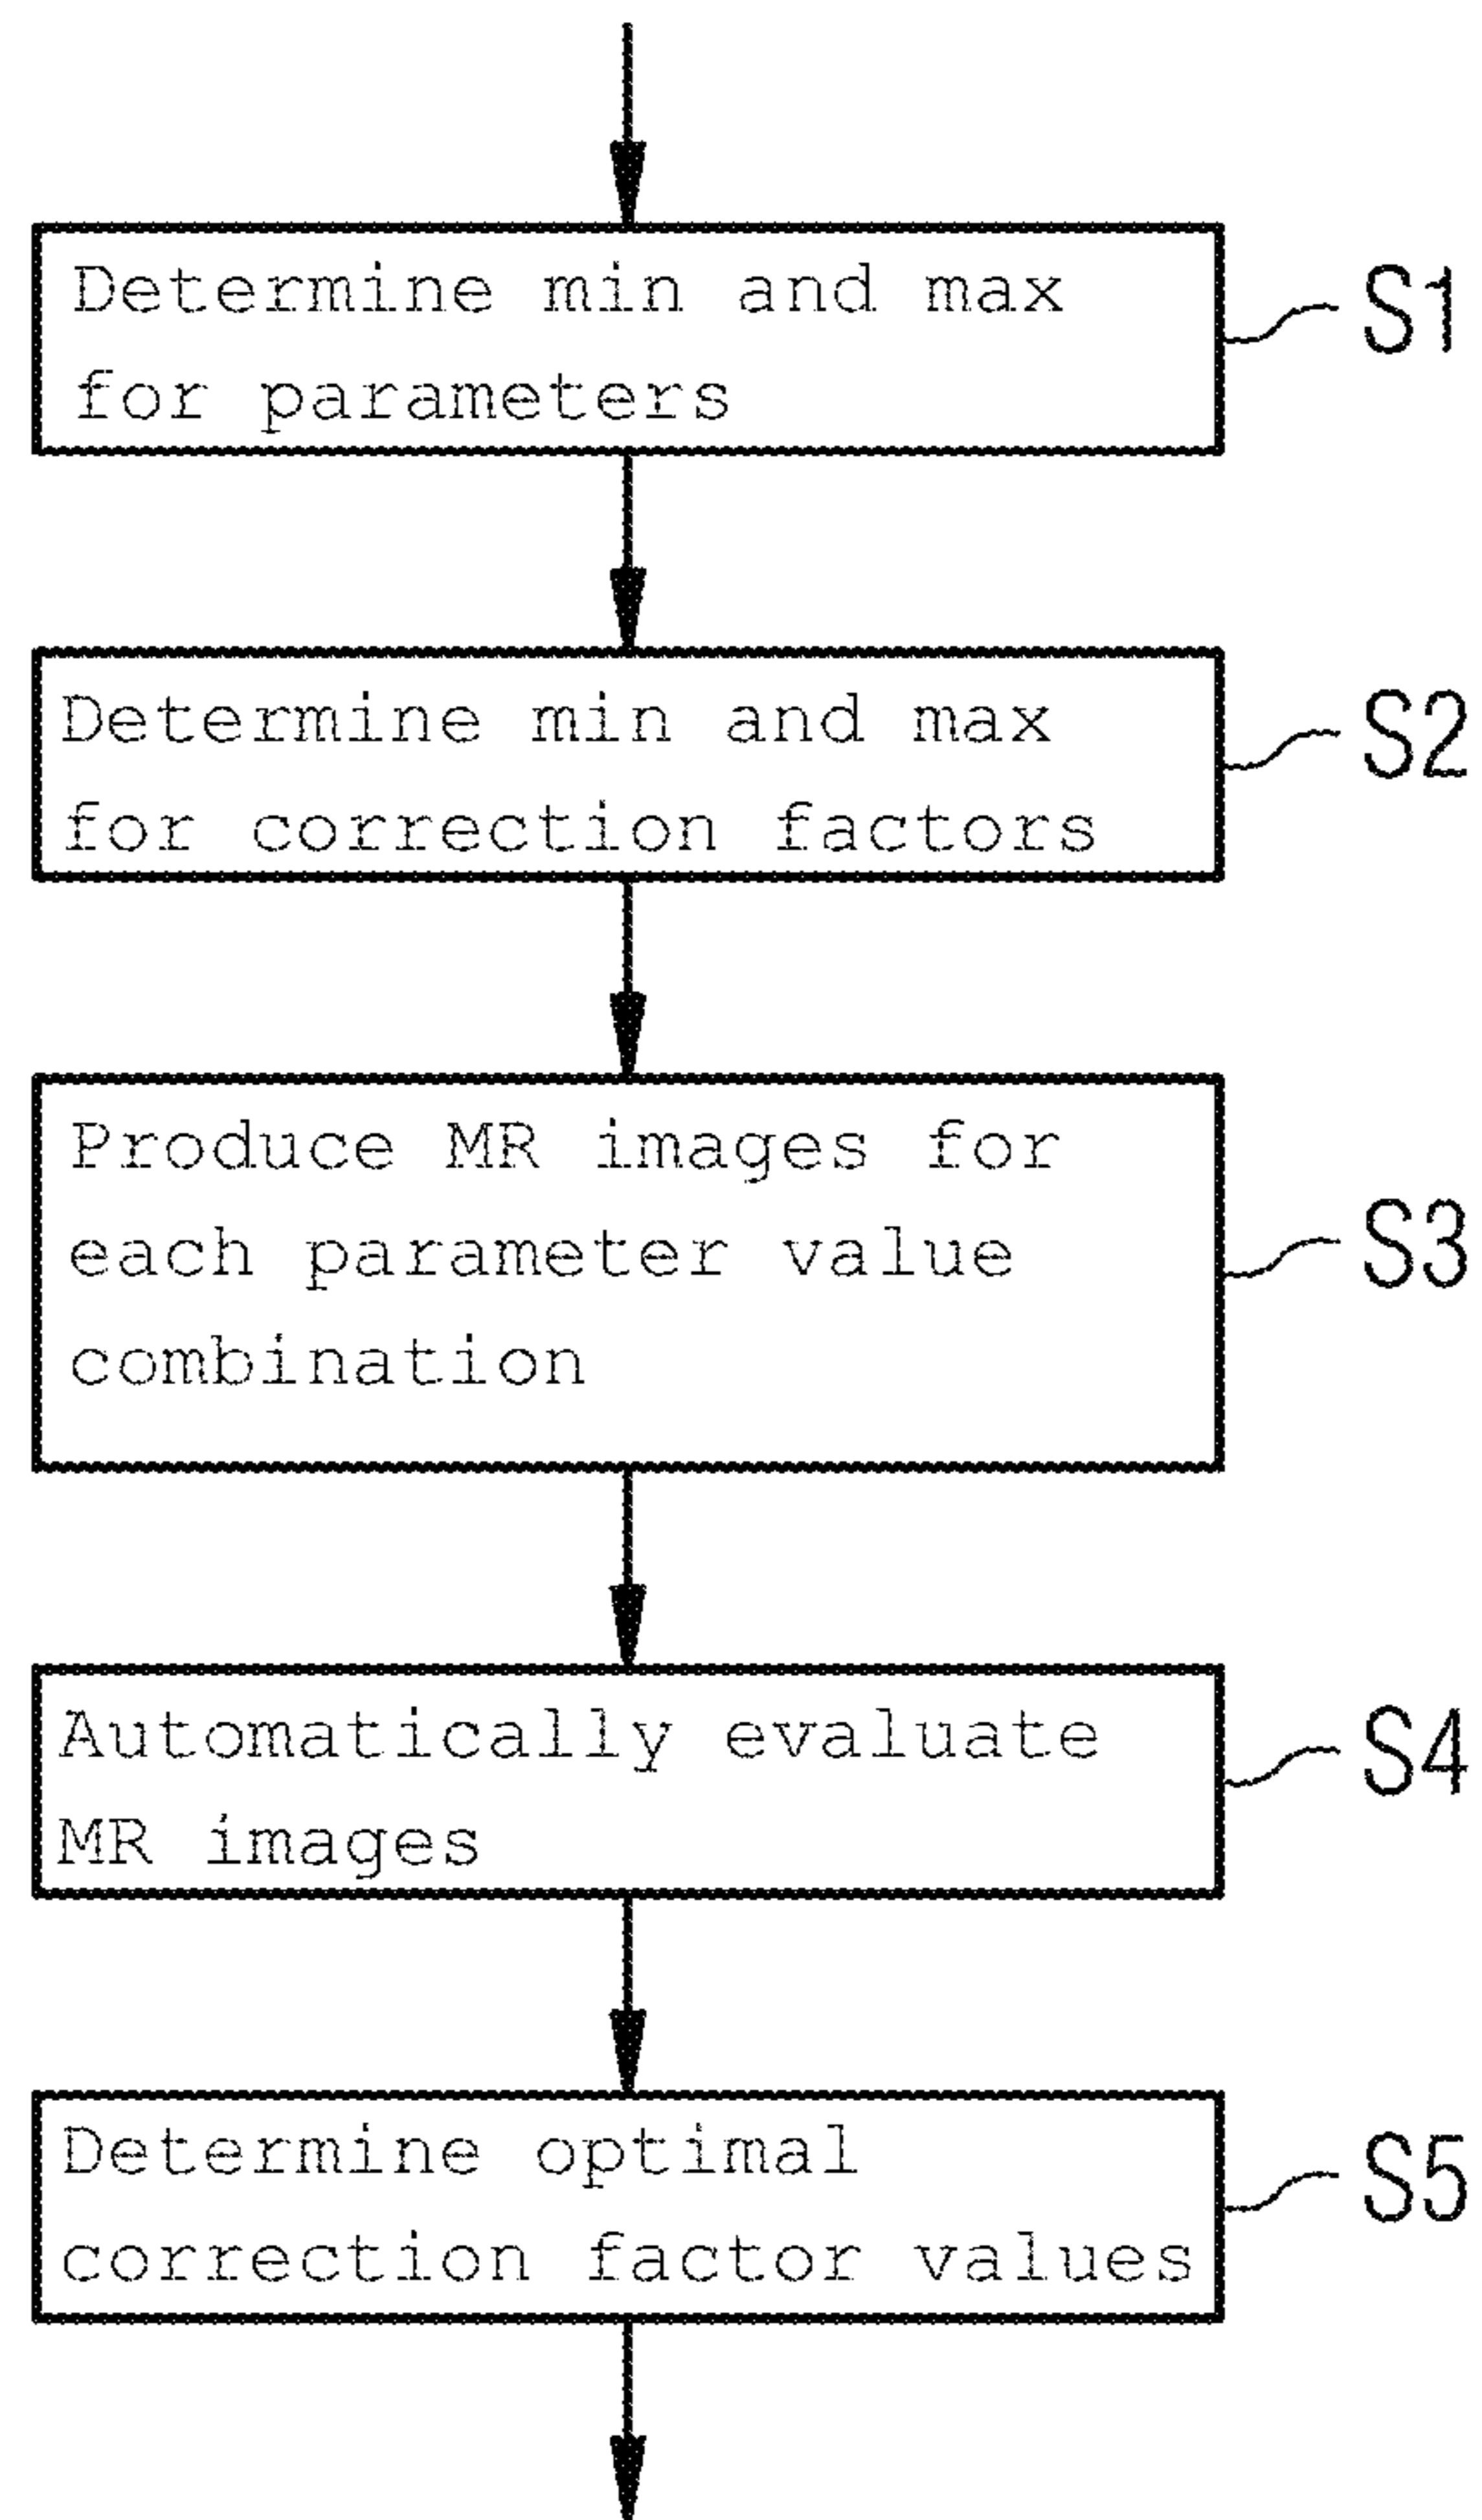 Determine min and max
for parameters
S1
Determine min and max
for correction factors
S2
Produce MR images for
each parameter value
combination
S3
Automatically evaluate
MR images
S4
Determine optimal
correction factor values
S5